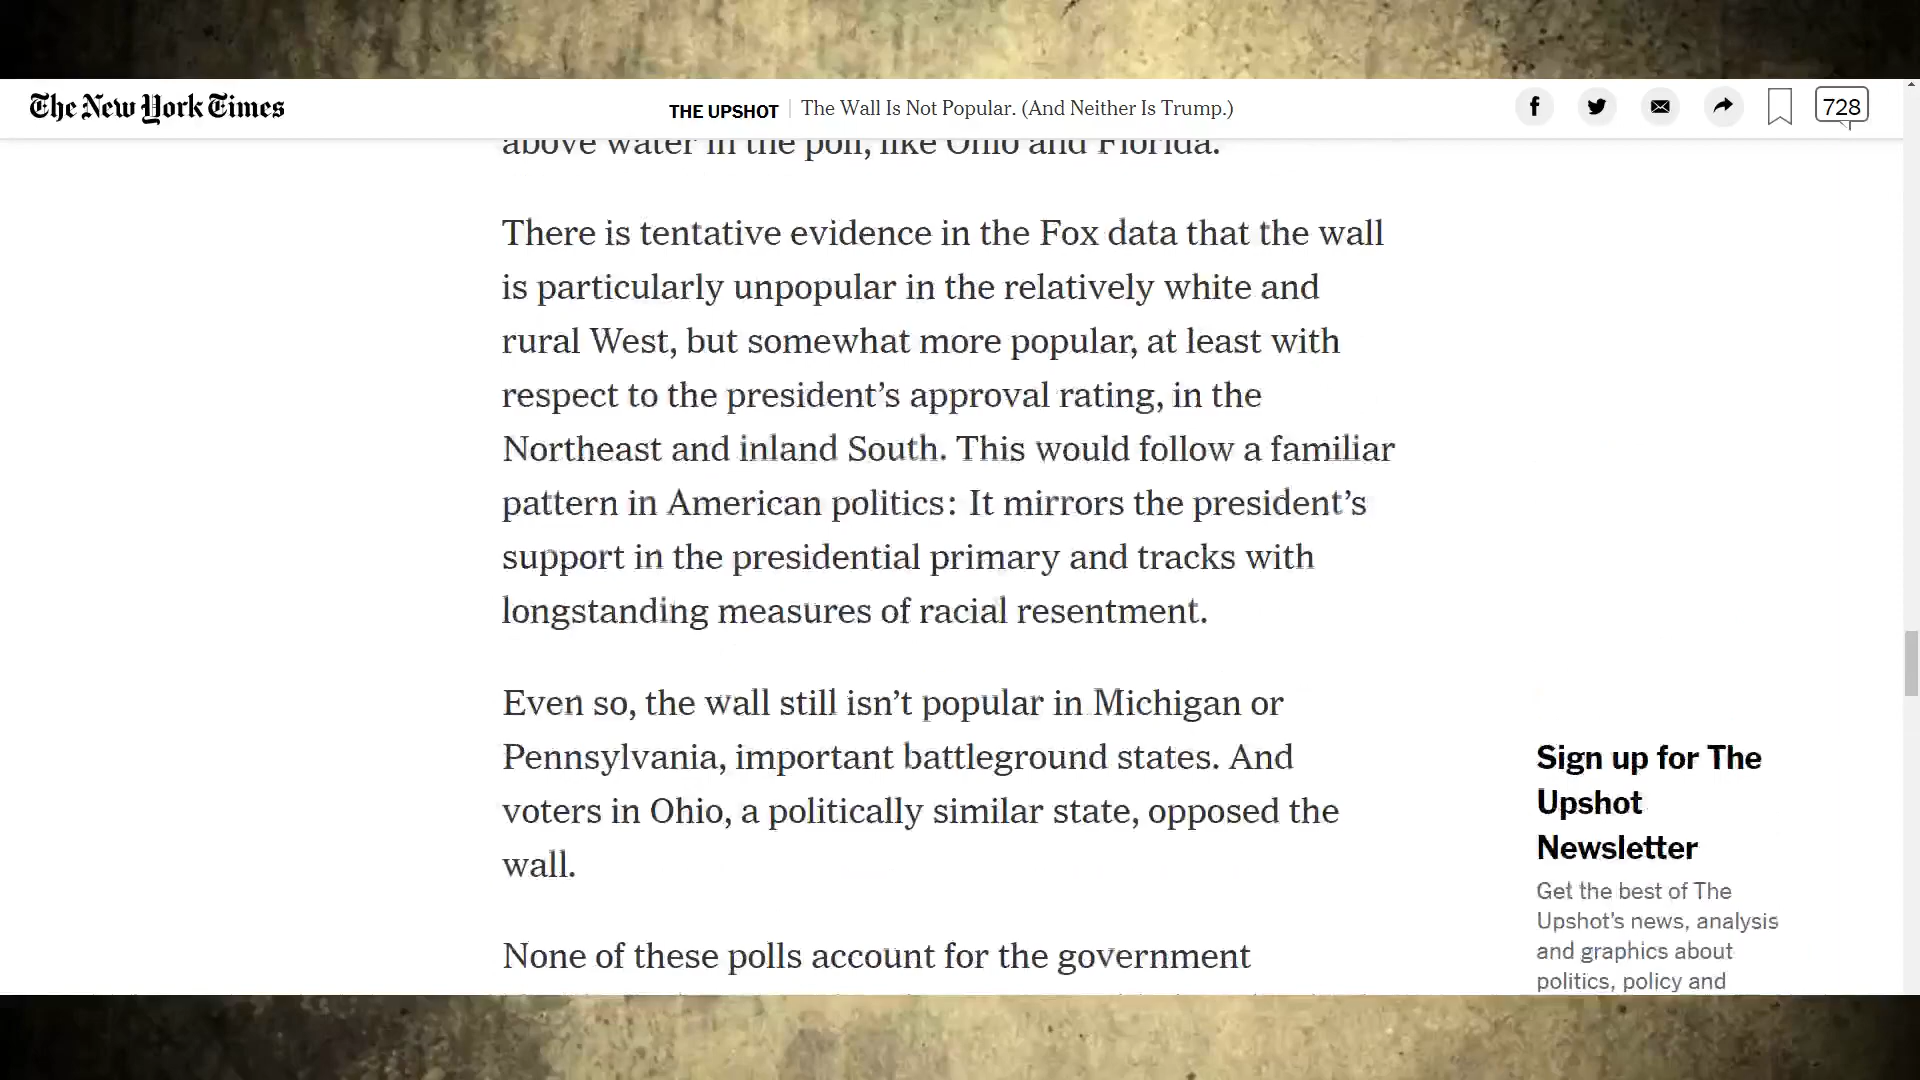 The New York Times
THE UPSHOT | The Wall Is Not Popular. (And Neither Is Trump.)
728
above water in the poll, like Ohio and Florida.
There is tentative evidence in the Fox data that the wall
is particularly unpopular in the relatively white and
rural West, but somewhat more popular, at least with
respect to the president’s approval rating, in the
Northeast and inland South. This would follow a familiar
pattern in American politics: It mirrors the president’s
support in the presidential primary and tracks with
longstanding measures of racial resentment.
Even so, the wall still isn’t popular in Michigan or
Pennsylvania, important battleground states. And
voters in Ohio, a politically similar state, opposed the
wall.
None of these polls account for the government
Sign up for The
Upshot
Newsletter
Get the best of The
Upshot’s news, analysis
and graphics about
politics, policy and